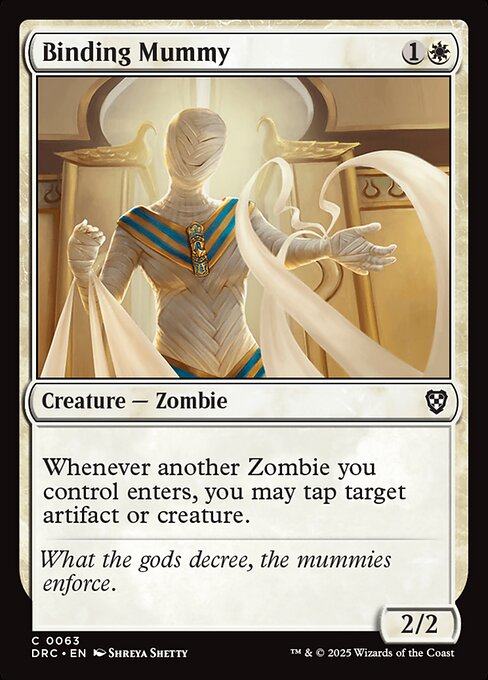 Binding Mummy 1
Creature — Zombie
Whenever another Zombie you
control enters, you may tap target
artifact or creature.
What the gods decree, the mummies
enforce.
2/2
C 0063
DRC • EN Shreya Shetty
™ & © 2025 Wizards of the Coast